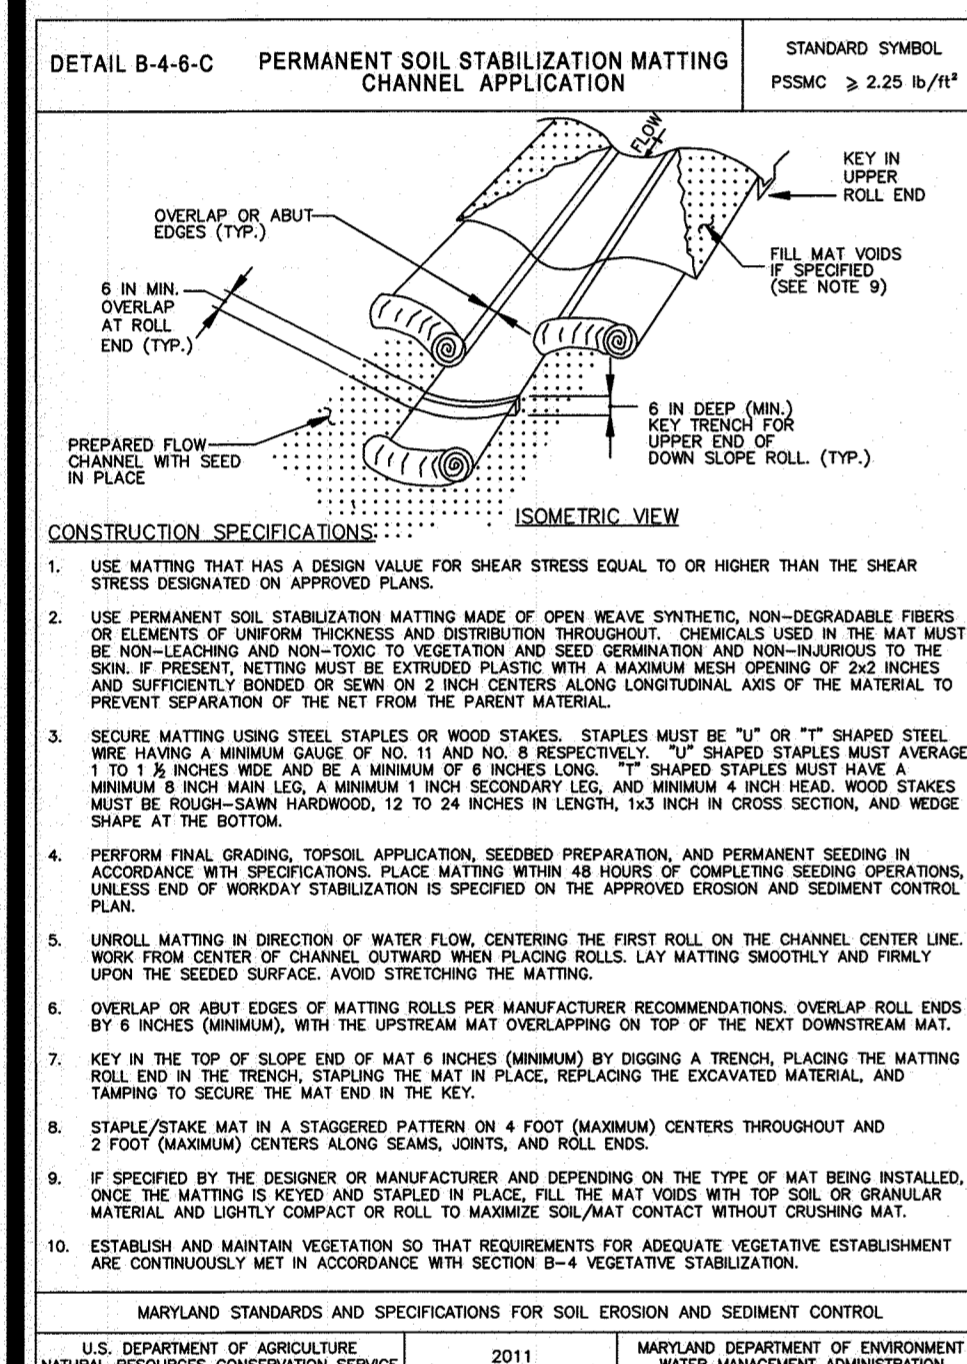 DETAIL B-4-6-C
PERMANENT SOIL STABILIZATION MATTING
CHANNEL APPLICATION
STANDARD SYMBOL
PSSMC ≥ 2.25 lb/ft²
FLOW
KEY IN
UPPER
ROLL END
OVERLAP OR ABUT
EDGES (TYP.)
FILL MAT VOIDS
IF SPECIFIED
(SEE NOTE 9)
6 IN MIN.
OVERLAP
AT ROLL
END (TYP.)
6 IN DEEP (MIN.)
KEY TRENCH FOR
UPPER END OF
DOWN SLOPE ROLL. (TYP.)
PREPARED FLOW
CHANNEL WITH SEED
IN PLACE
ISOMETRIC VIEW
CONSTRUCTION SPECIFICATIONS:
1. USE MATTING THAT HAS A DESIGN VALUE FOR SHEAR STRESS EQUAL TO OR HIGHER THAN THE SHEAR
STRESS DESIGNATED ON APPROVED PLANS.
2. USE PERMANENT SOIL STABILIZATION MATTING MADE OF OPEN WEAVE SYNTHETIC, NON-DEGRADABLE FIBERS
OR ELEMENTS OF UNIFORM THICKNESS AND DISTRIBUTION THROUGHOUT. CHEMICALS USED IN THE MAT MUST
BE NON-LEACHING AND NON-TOXIC TO VEGETATION AND SEED GERMINATION AND NON-INJURIOUS TO THE
SKIN. IF PRESENT, NETTING MUST BE EXTRUDED PLASTIC WITH A MAXIMUM MESH OPENING OF 2x2 INCHES
AND SUFFICIENTLY BONDED OR SEWN ON 2 INCH CENTERS ALONG LONGITUDINAL AXIS OF THE MATERIAL TO
PREVENT SEPARATION OF THE NET FROM THE PARENT MATERIAL.
3. SECURE MATTING USING STEEL STAPLES OR WOOD STAKES. STAPLES MUST BE "U" OR "T" SHAPED STEEL
WIRE HAVING A MINIMUM GAUGE OF NO. 11 AND NO. 8 RESPECTIVELY. "U" SHAPED STAPLES MUST AVERAGE
1 TO 1 ½ INCHES WIDE AND BE A MINIMUM OF 6 INCHES LONG. "T" SHAPED STAPLES MUST HAVE A
MINIMUM 8 INCH MAIN LEG, A MINIMUM 1 INCH SECONDARY LEG, AND MINIMUM 4 INCH HEAD. WOOD STAKES
MUST BE ROUGH-SAWN HARDWOOD, 12 TO 24 INCHES IN LENGTH, 1x3 INCH IN CROSS SECTION, AND WEDGE
SHAPE AT THE BOTTOM.
4. PERFORM FINAL GRADING, TOPSOIL APPLICATION, SEEDBED PREPARATION, AND PERMANENT SEEDING IN
ACCORDANCE WITH SPECIFICATIONS. PLACE MATTING WITHIN 48 HOURS OF COMPLETING SEEDING OPERATIONS,
UNLESS END OF WORKDAY STABILIZATION IS SPECIFIED ON THE APPROVED EROSION AND SEDIMENT CONTROL
PLAN.
5. UNROLL MATTING IN DIRECTION OF WATER FLOW, CENTERING THE FIRST ROLL ON THE CHANNEL CENTER LINE.
WORK FROM CENTER OF CHANNEL OUTWARD WHEN PLACING ROLLS. LAY MATTING SMOOTHLY AND FIRMLY
UPON THE SEEDED SURFACE. AVOID STRETCHING THE MATTING.
6. OVERLAP OR ABUT EDGES OF MATTING ROLLS PER MANUFACTURER RECOMMENDATIONS. OVERLAP ROLL ENDS
BY 6 INCHES (MINIMUM), WITH THE UPSTREAM MAT OVERLAPPING ON TOP OF THE NEXT DOWNSTREAM MAT.
7. KEY IN THE TOP OF SLOPE END OF MAT 6 INCHES (MINIMUM) BY DIGGING A TRENCH, PLACING THE MATTING
ROLL END IN THE TRENCH, STAPLING THE MAT IN PLACE, REPLACING THE EXCAVATED MATERIAL, AND
TAMPING TO SECURE THE MAT END IN THE KEY.
8. STAPLE/STAKE MAT IN A STAGGERED PATTERN ON 4 FOOT (MAXIMUM) CENTERS THROUGHOUT AND
2 FOOT (MAXIMUM) CENTERS ALONG SEAMS, JOINTS, AND ROLL ENDS.
9. IF SPECIFIED BY THE DESIGNER OR MANUFACTURER AND DEPENDING ON THE TYPE OF MAT BEING INSTALLED,
ONCE THE MATTING IS KEYED AND STAPLED IN PLACE, FILL THE MAT VOIDS WITH TOP SOIL OR GRANULAR
MATERIAL AND LIGHTLY COMPACT OR ROLL TO MAXIMIZE SOIL/MAT CONTACT WITHOUT CRUSHING MAT.
10. ESTABLISH AND MAINTAIN VEGETATION SO THAT REQUIREMENTS FOR ADEQUATE VEGETATIVE ESTABLISHMENT
ARE CONTINUOUSLY MET IN ACCORDANCE WITH SECTION B-4 VEGETATIVE STABILIZATION.
MARYLAND STANDARDS AND SPECIFICATIONS FOR SOIL EROSION AND SEDIMENT CONTROL
U.S. DEPARTMENT OF AGRICULTURE
NATURAL RESOURCES CONSERVATION SERVICE
2011
MARYLAND DEPARTMENT OF ENVIRONMENT
WATER MANAGEMENT ADMINISTRATION